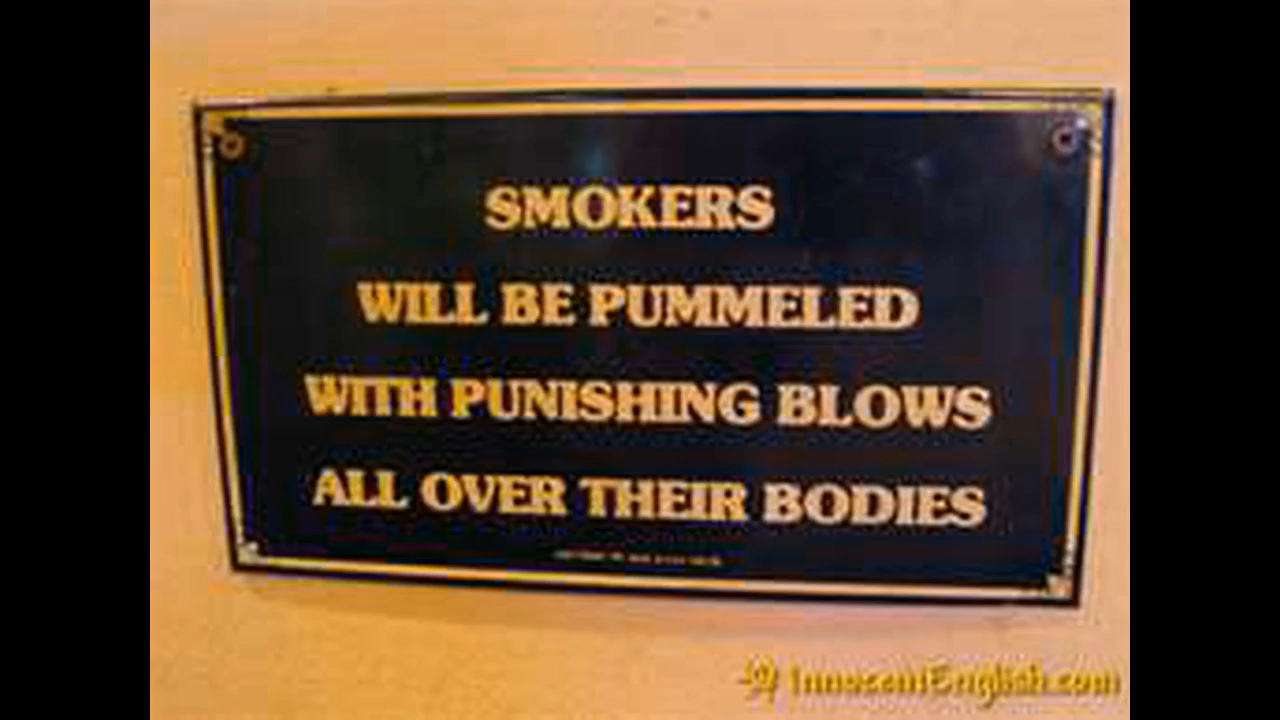 SMOKERS
WILL BE PUMMELED
WITH PUNISHING BLOWS
ALL OVER THEIR BODIES
InnocentEnglish.com